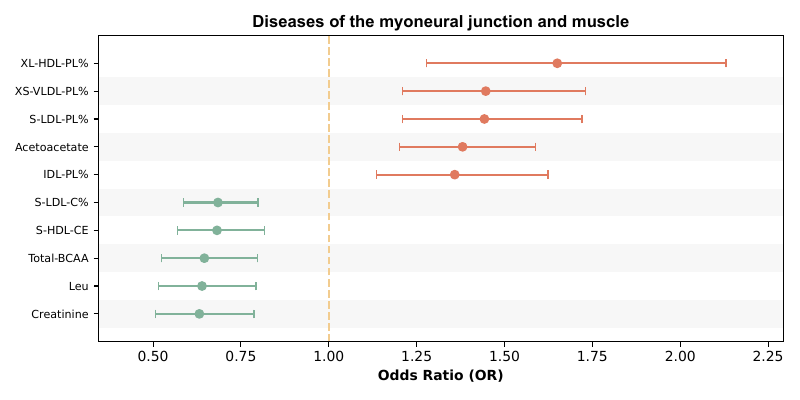 Diseases of the myoneural junction and muscle
XL-HDL-PL%
XS-VLDL-PL%
S-LDL-PL%
Acetoacetate
IDL-PL%
S-LDL-C%
S-HDL-CE
Total-BCAA
Leu
Creatinine
0.50 0.75 1.00 1.25 1.50 1.75 2.00 2.25
Odds Ratio (OR)